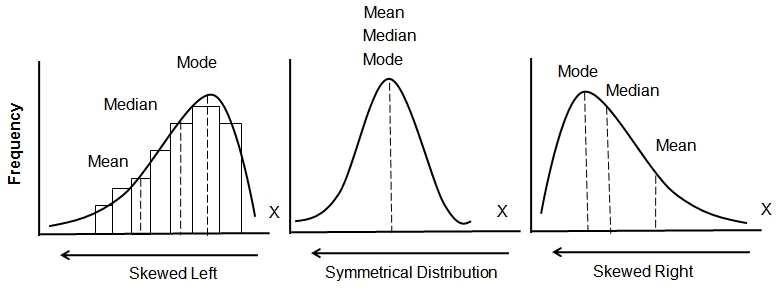 Mean
Median
Mode
Mode
Median
Mean
Mode
Median
Mean
Frequency
X
X
X
Skewed Left
Symmetrical Distribution
Skewed Right